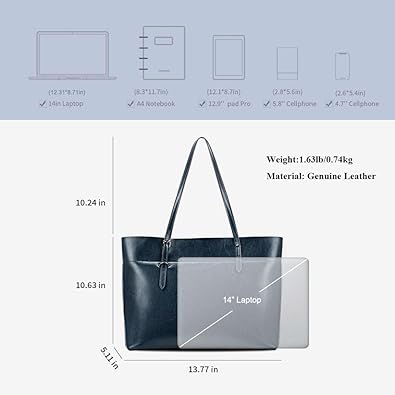 (12.31*8.71in) (8.3*11.7in) (12.1*8.7in) (2.8*5.6in) (2.6*5.4in)
14in Laptop A4 Notebook 12.9'' pad Pro 5.8'' Cellphone 4.7'' Cellphone
Weight:1.63lb/0.74kg
Material: Genuine Leather
10.24 in
10.63 in
14" Laptop
5.11 in
13.77 in